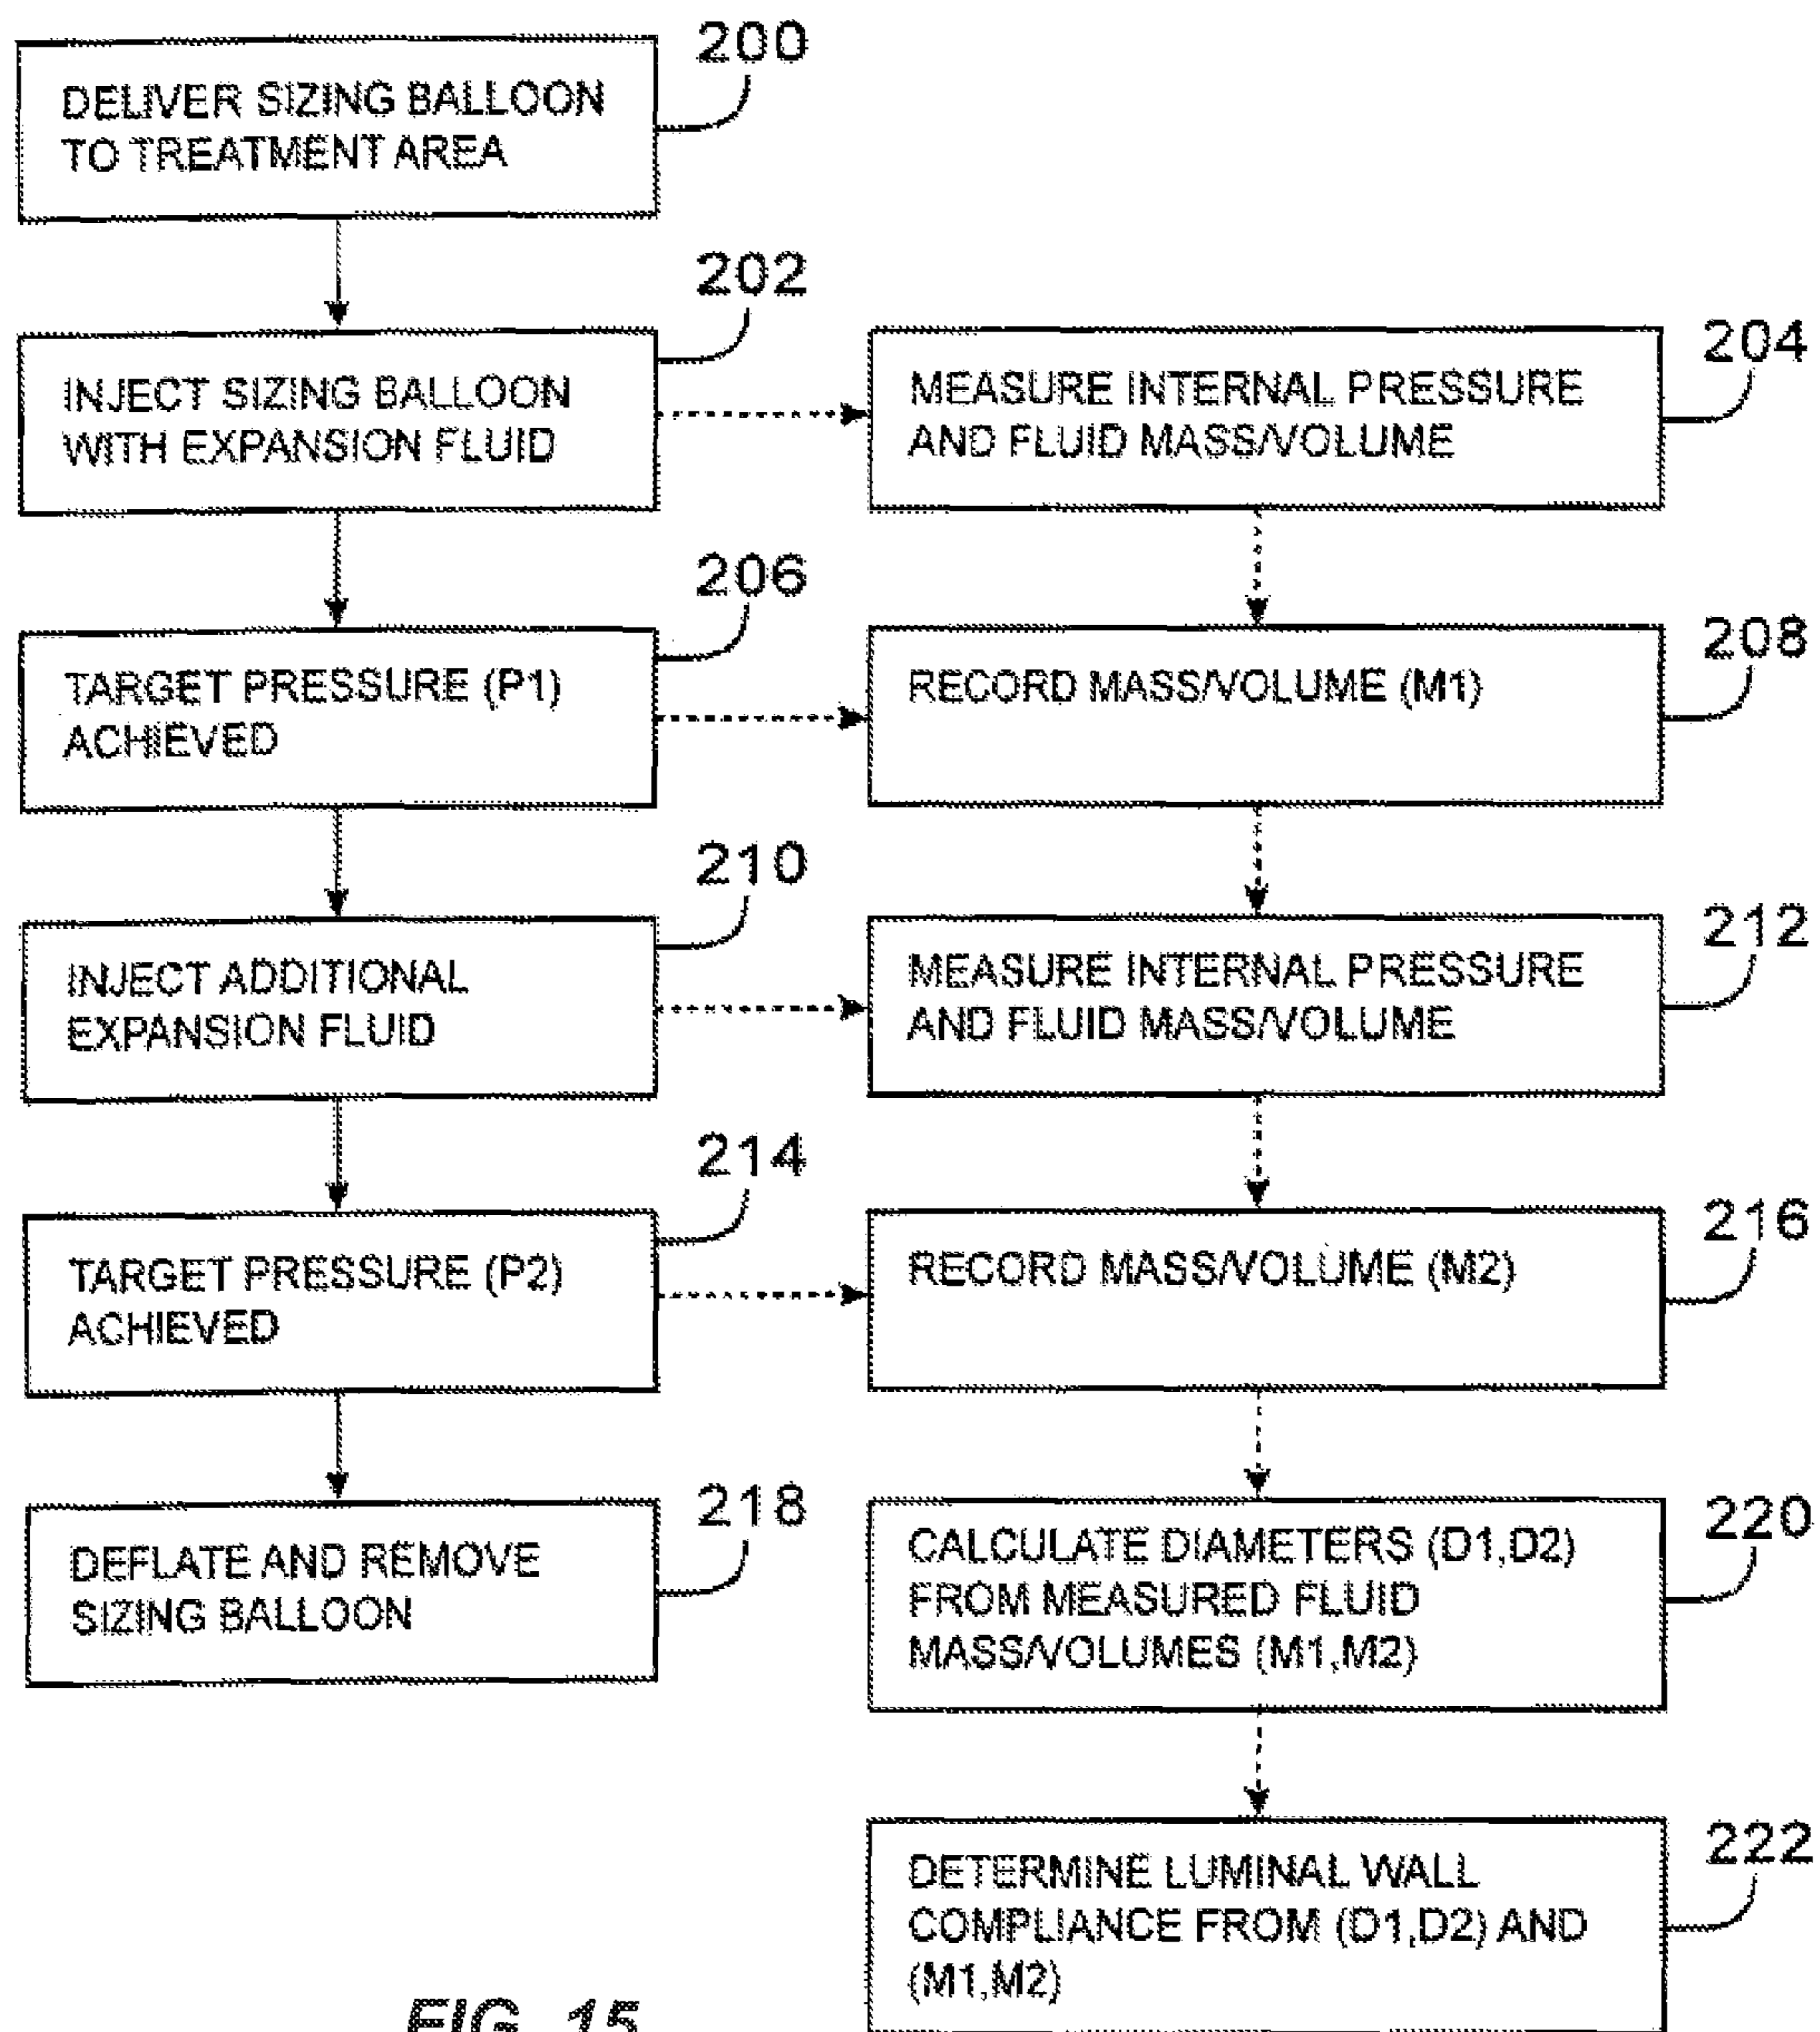 200
DELIVER SIZING BALLOON
TO TREATMENT AREA
202
INJECT SIZING BALLOON
WITH EXPANSION FLUID
204
MEASURE INTERNAL PRESSURE
AND FLUID MASS/VOLUME
206
TARGET PRESSURE (P1)
ACHIEVED
208
RECORD MASS/VOLUME (M1)
210
INJECT ADDITIONAL
EXPANSION FLUID
212
MEASURE INTERNAL PRESSURE
AND FLUID MASS/VOLUME
214
TARGET PRESSURE (P2)
ACHIEVED
216
RECORD MASS/VOLUME (M2)
218
DEFLATE AND REMOVE
SIZING BALLOON
220
CALCULATE DIAMETERS (D1,D2)
FROM MEASURED FLUID
MASS/VOLUMES (M1,M2)
222
DETERMINE LUMINAL WALL
COMPLIANCE FROM (D1,D2) AND
(M1,M2)
FIG. 15